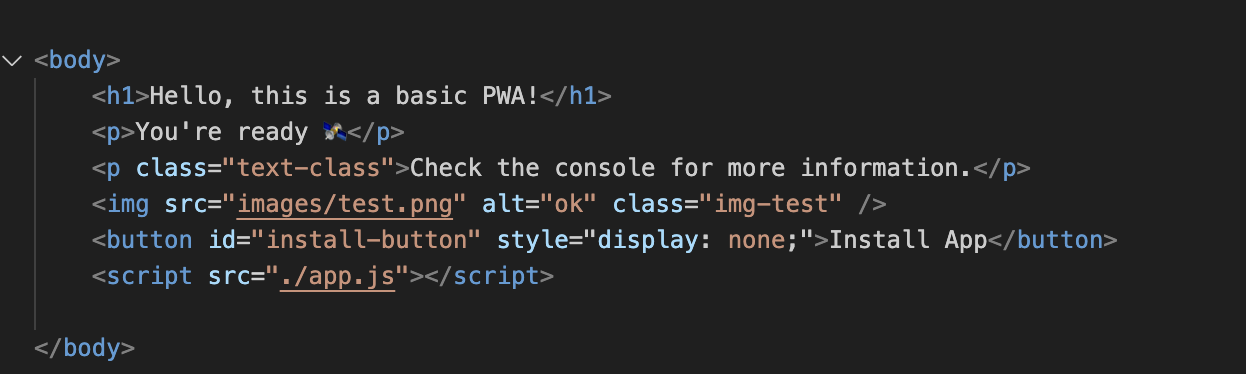 <body>
<h1>Hello, this is a basic PWA!</h1>
<p>You're ready 🛰️</p>
<p class="text-class">Check the console for more information.</p>
<img src="images/test.png" alt="ok" class="img-test" />
<button id="install-button" style="display: none;">Install App</button>
<script src="./app.js"></script>
</body>